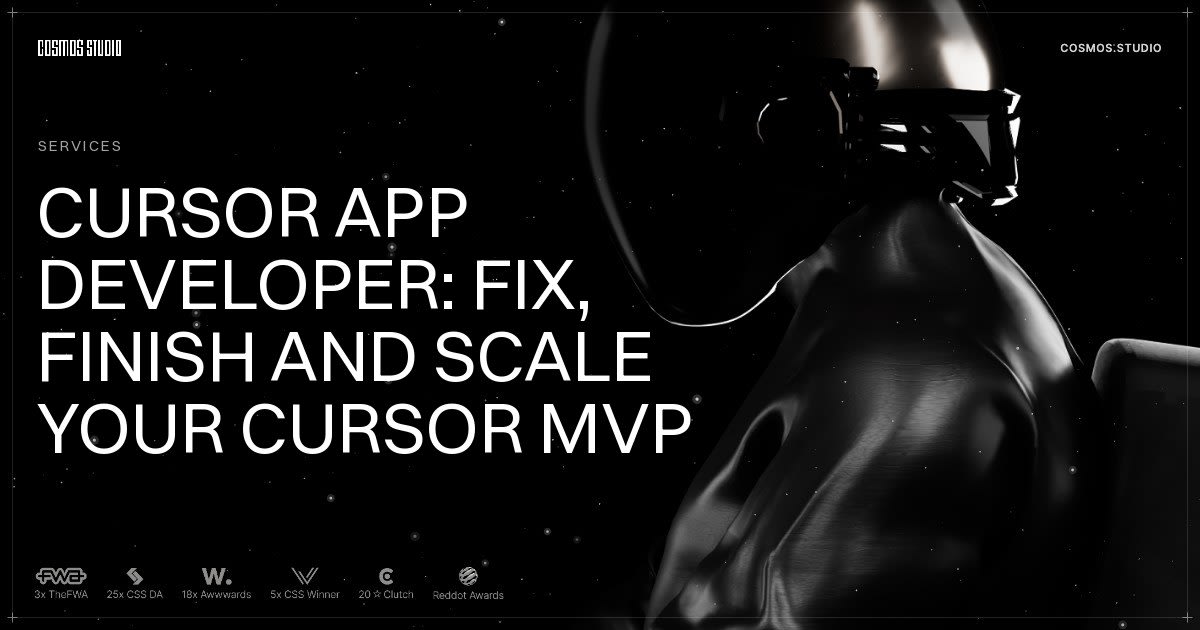 COSMOS STUDIO
COSMOS.STUDIO
SERVICES
CURSOR APP
DEVELOPER: FIX,
FINISH AND SCALE
YOUR CURSOR MVP
FWA W.
3x TheFWA 25x CSS DA 18x Awwwards 5x CSS Winner 20 ☆ Clutch Reddot Awards